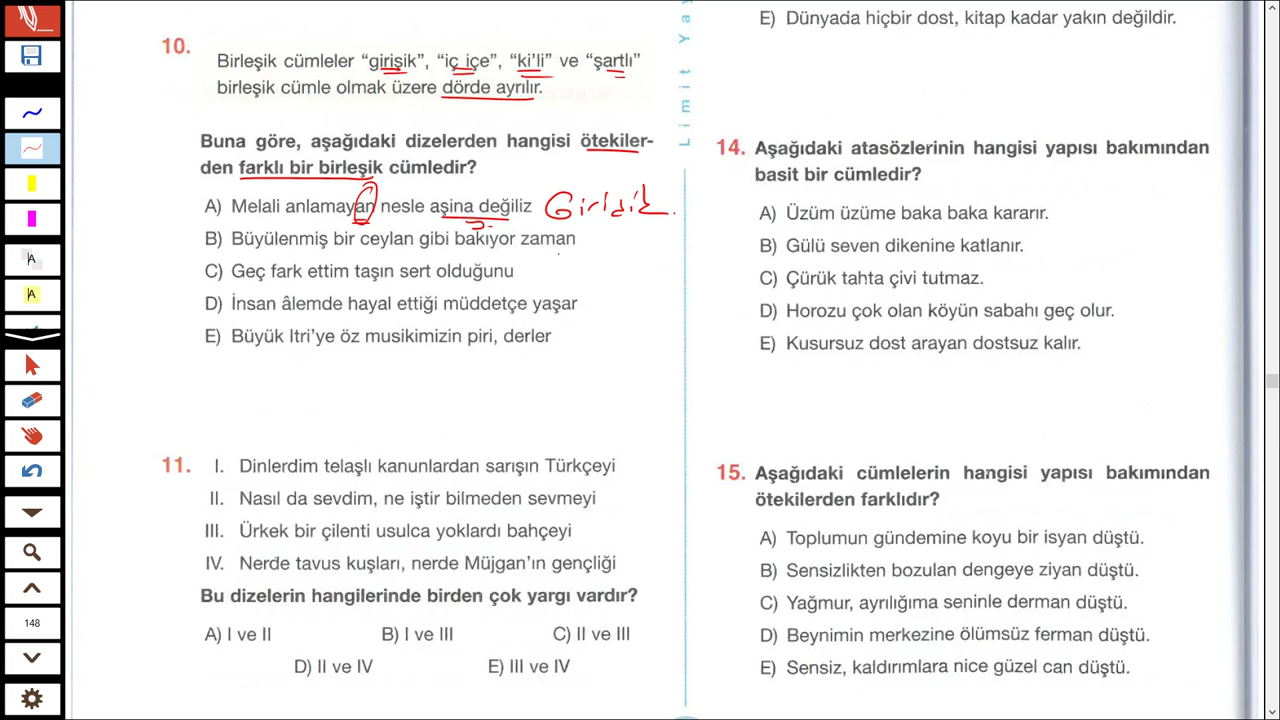 10.
Birleşik cümleler “girişik”, “iç içe”, “ki’li” ve “şartlı”
birleşik cümle olmak üzere dörde ayrılır.
Buna göre, aşağıdaki dizelerden hangisi ötekiler-
den farklı bir birleşik cümledir?
A) Melali anlamayan nesle aşina değiliz
B) Büyülenmiş bir ceylan gibi bakıyor zaman
C) Geç fark ettim taşın sert olduğunu
D) İnsan âlemde hayal ettiği müddetçe yaşar
E) Büyük Itri’ye öz musikimizin piri, derler
11. I. Dinlerdim telaşlı kanunlardan sarışın Türkçeyi
II. Nasıl da sevdim, ne iştir bilmeden sevmeyi
III. Ürkek bir çilenti usulca yoklardı bahçeyi
IV. Nerde tavus kuşları, nerde Müjgan’ın gençliği
Bu dizelerin hangilerinde birden çok yargı vardır?
A) I ve II B) I ve III C) II ve III
D) II ve IV E) III ve IV
148
Limit Ya
E) Dünyada hiçbir dost, kitap kadar yakın değildir.
14. Aşağıdaki atasözlerinin hangisi yapısı bakımından
basit bir cümledir?
A) Üzüm üzüme baka baka kararır.
B) Gülü seven dikenine katlanır.
C) Çürük tahta çivi tutmaz.
D) Horozu çok olan köyün sabahı geç olur.
E) Kusursuz dost arayan dostsuz kalır.
15. Aşağıdaki cümlelerin hangisi yapısı bakımından
ötekilerden farklıdır?
A) Toplumun gündemine koyu bir isyan düştü.
B) Sensizlikten bozulan dengeye ziyan düştü.
C) Yağmur, ayrılığıma seninle derman düştü.
D) Beynimin merkezine ölümsüz ferman düştü.
E) Sensiz, kaldırımlara nice güzel can düştü.
A
A